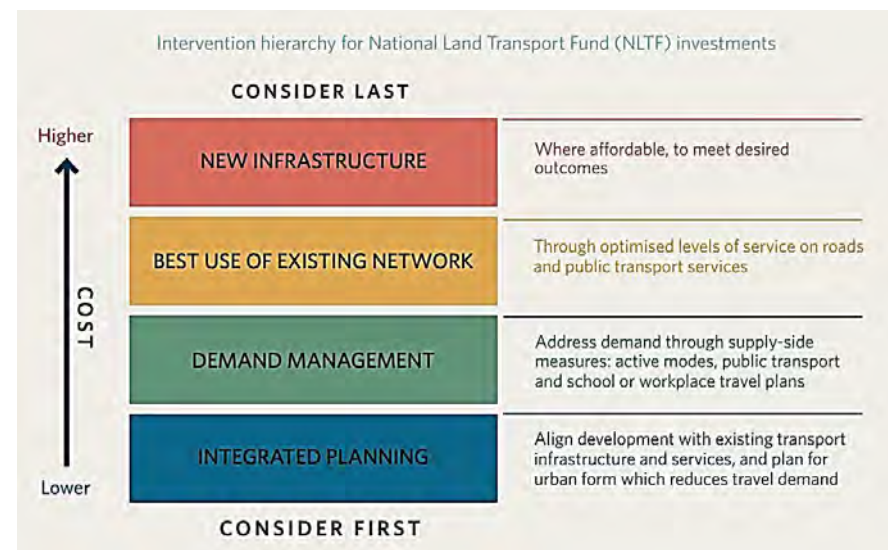 Intervention hierarchy for National Land Transport Fund (NLTF) investments
CONSIDER LAST
Higher
COST
Lower
NEW INFRASTRUCTURE
Where affordable, to meet desired
outcomes
BEST USE OF EXISTING NETWORK
Through optimised levels of service on roads
and public transport services
DEMAND MANAGEMENT
Address demand through supply-side
measures: active modes, public transport
and school or workplace travel plans
INTEGRATED PLANNING
Align development with existing transport
infrastructure and services, and plan for
urban form which reduces travel demand
CONSIDER FIRST